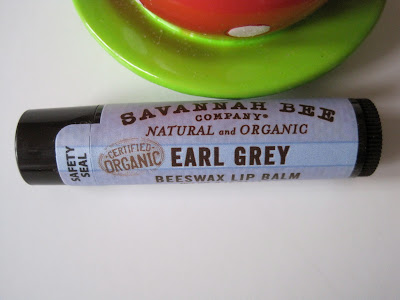 SAVANNAH BEE
COMPANY®
NATURAL and ORGANIC
CERTIFIED
ORGANIC
EARL GREY
BEESWAX LIP BALM
SAFETY
SEAL